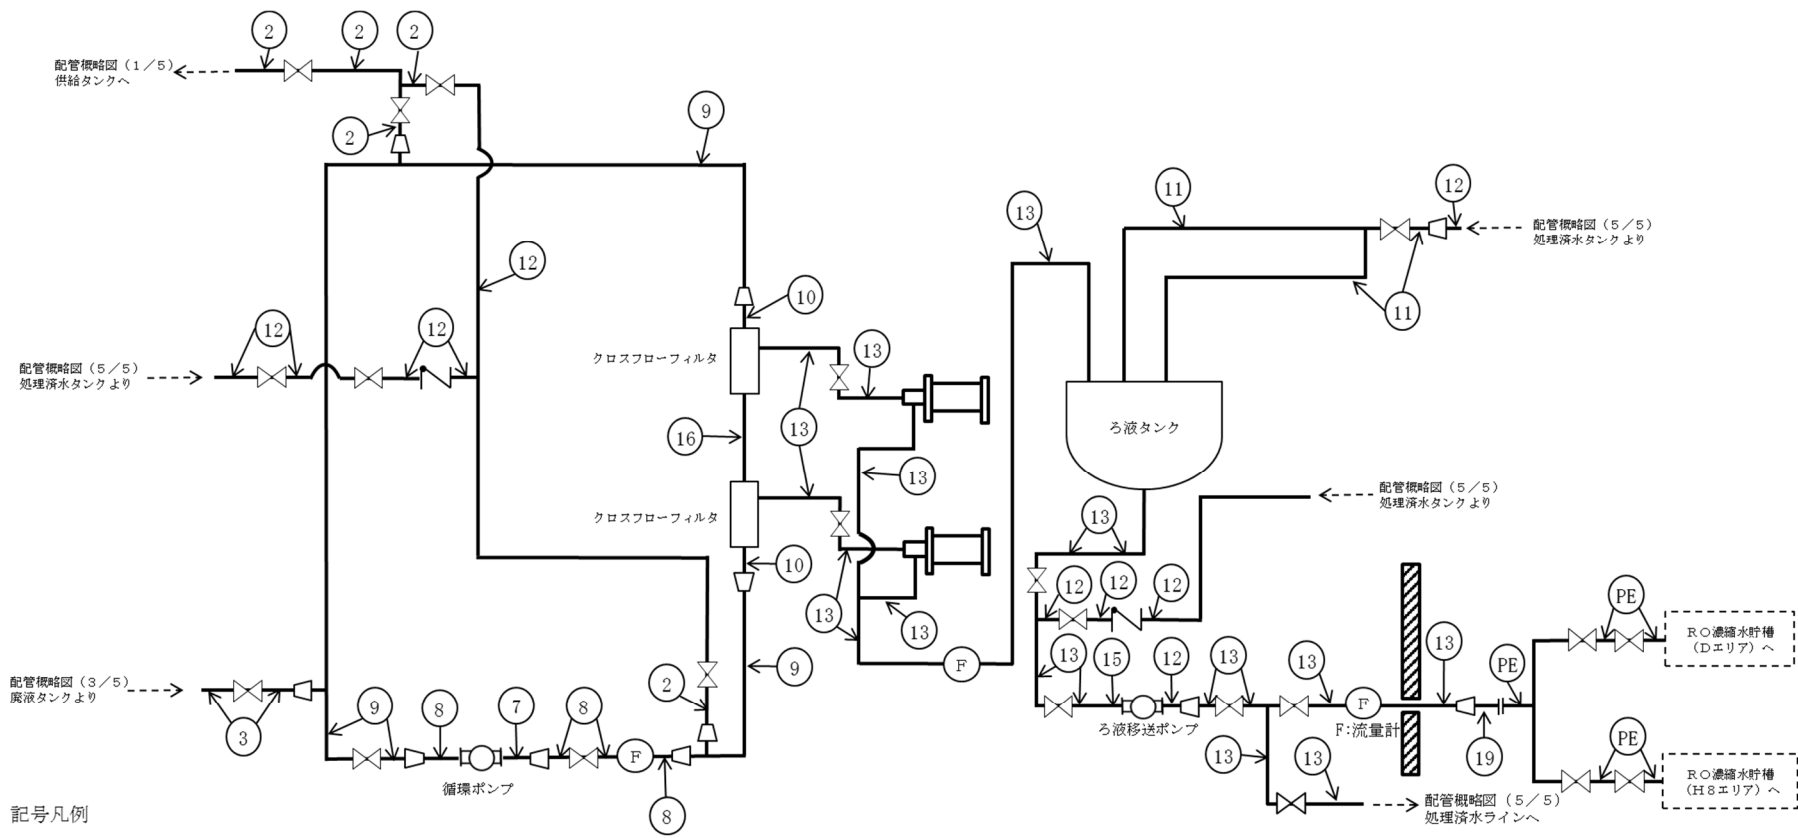 2
2
2
配管概略図（１／５）
供給タンクへ
2
9
12
13
11
12
配管概略図（５／５）
処理済水タンクより
11
12
12
配管概略図（５／５）
処理済水タンクより
10
クロスフローフィルタ
13
16
13
13
クロスフローフィルタ
10
13
13
ろ液タンク
配管概略図（５／５）
処理済水タンクより
13
12
12
12
PE
ＲＯ濃縮水貯槽
（Ｄエリア）へ
配管概略図（３／５）
廃液タンクより
3
9
8
7
8
F
2
9
8
循環ポンプ
F
13
15
12
13
13
F
13
PE
ろ液移送ポンプ
F:流量計
19
PE
ＲＯ濃縮水貯槽
（Ｈ８エリア）へ
13
13
配管概略図（５／５）
処理済水ラインへ
記号凡例